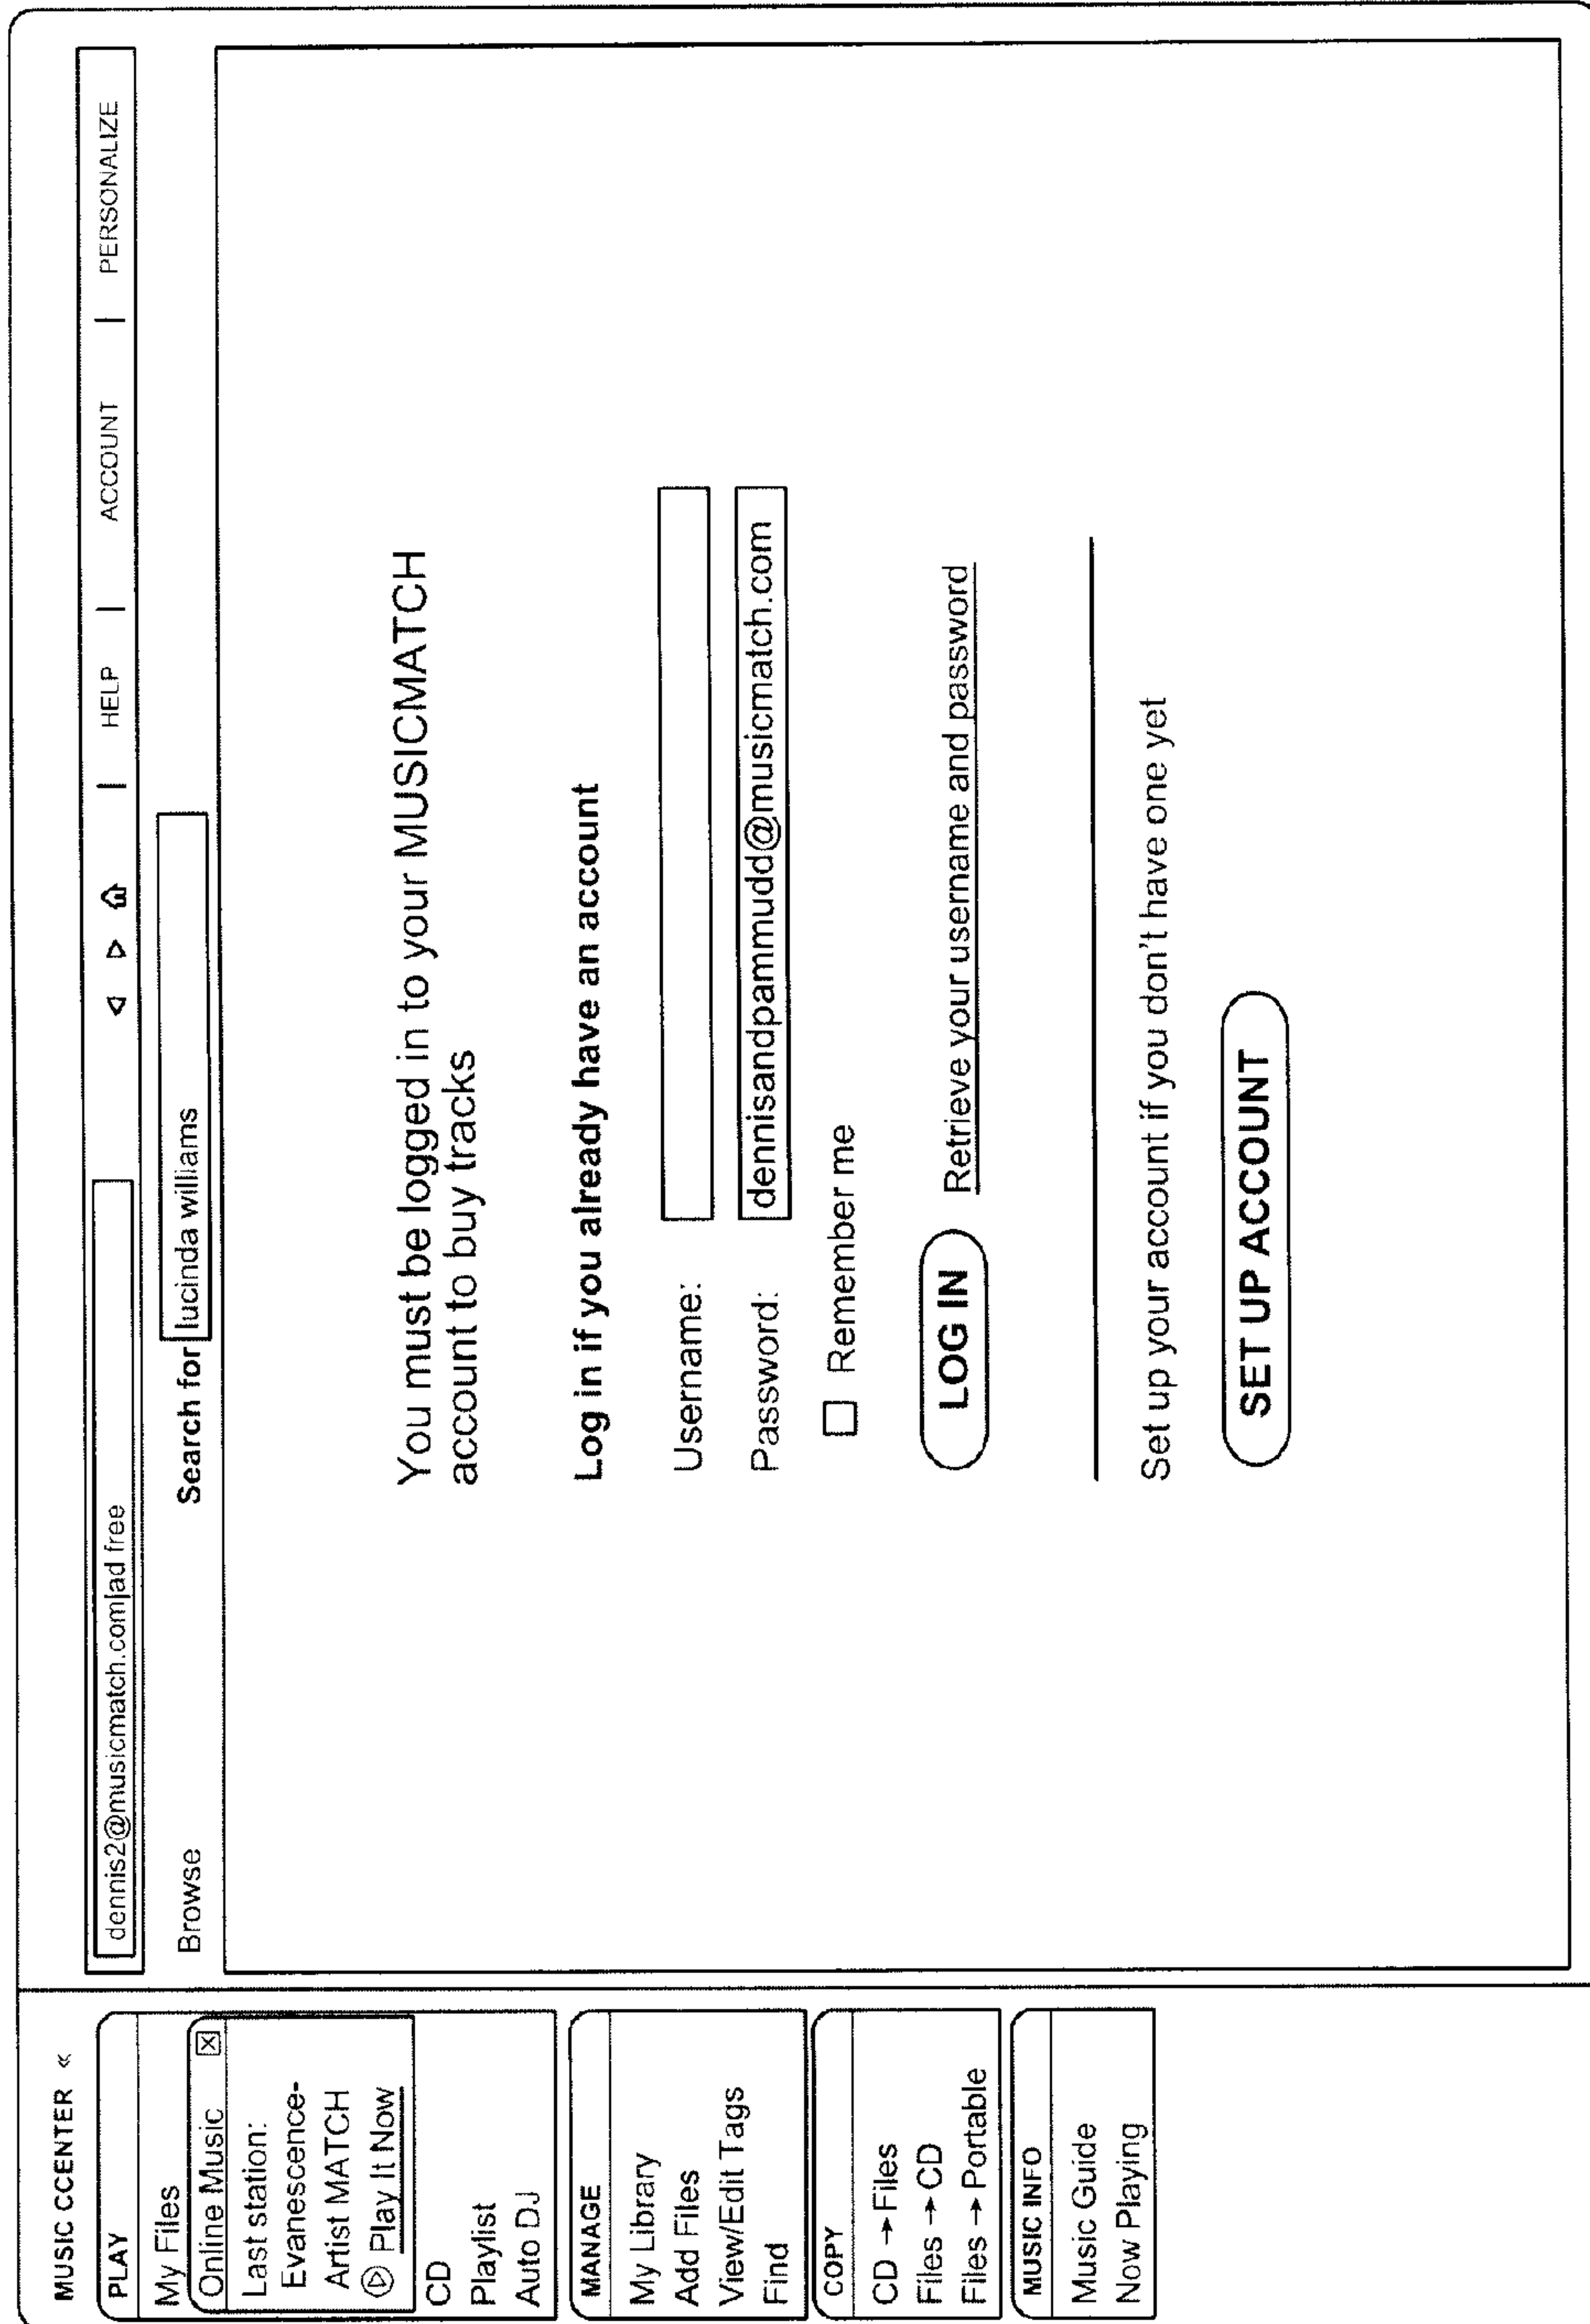 MUSIC CCENTER «
PLAY
My Files
Online Music
Last station:
Evanescence-
Artist MATCH
Play It Now
CD
Playlist
Auto DJ
MANAGE
My Library
Add Files
View/Edit Tags
Find
COPY
CD → Files
Files → CD
Files → Portable
MUSIC INFO
Music Guide
Now Playing
dennis2@musicmatch.com|ad free
| HELP | ACCOUNT | PERSONALIZE
Browse
Search for lucinda williams
You must be logged in to your MUSICMATCH
account to buy tracks
Log in if you already have an account
Username:
Password: dennisandpammudd@musicmatch.com
Remember me
LOG IN Retrieve your username and password
Set up your account if you don't have one yet
SET UP ACCOUNT